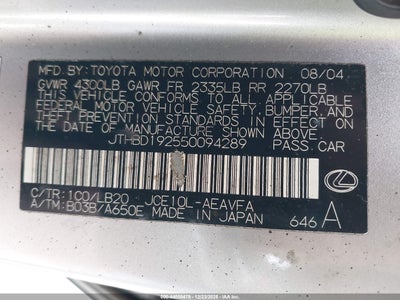 MFD.BY: TOYOTA MOTOR CORPORATION 08/04
GVWR 4300LB GAWR FR 2335LB RR 2270LB
THIS VEHICLE CONFORMS TO ALL APPLICABLE
FEDERAL MOTOR VEHICLE SAFETY, BUMPER, AND
THEFT PREVENTION STANDARDS IN EFFECT ON
THE DATE OF MANUFACTURE SHOWN ABOVE.
JTHBD192550094289 PASS.CAR
C/TR: 1C0/LB20 JCE10L-AEAVFA
A/TM: B03B/A650E MADE IN JAPAN
646 A